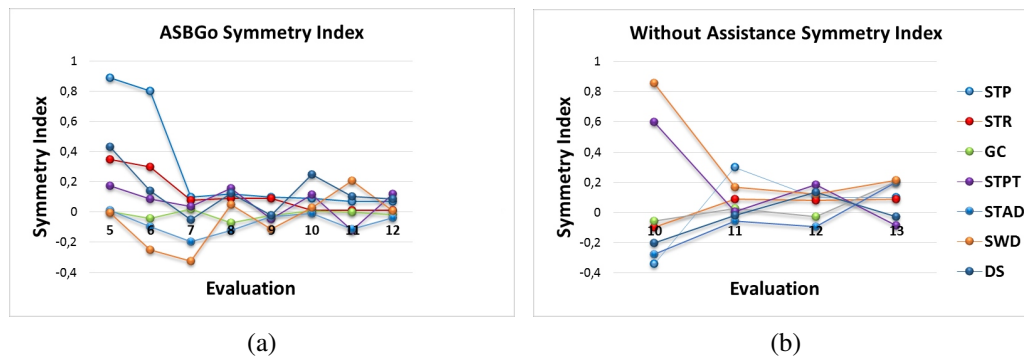 ASBGo Symmetry Index
Symmetry Index
1
0,8
0,6
0,4
0,2
0
-0,2
-0,4
5 6 7 8 9 10 11 12
Evaluation
(a)
Without Assistance Symmetry Index
Symmetry Index
1
0,8
0,6
0,4
0,2
0
-0,2
-0,4
10 11 12 13
Evaluation
STP
STR
GC
STPT
STAD
SWD
DS
(b)